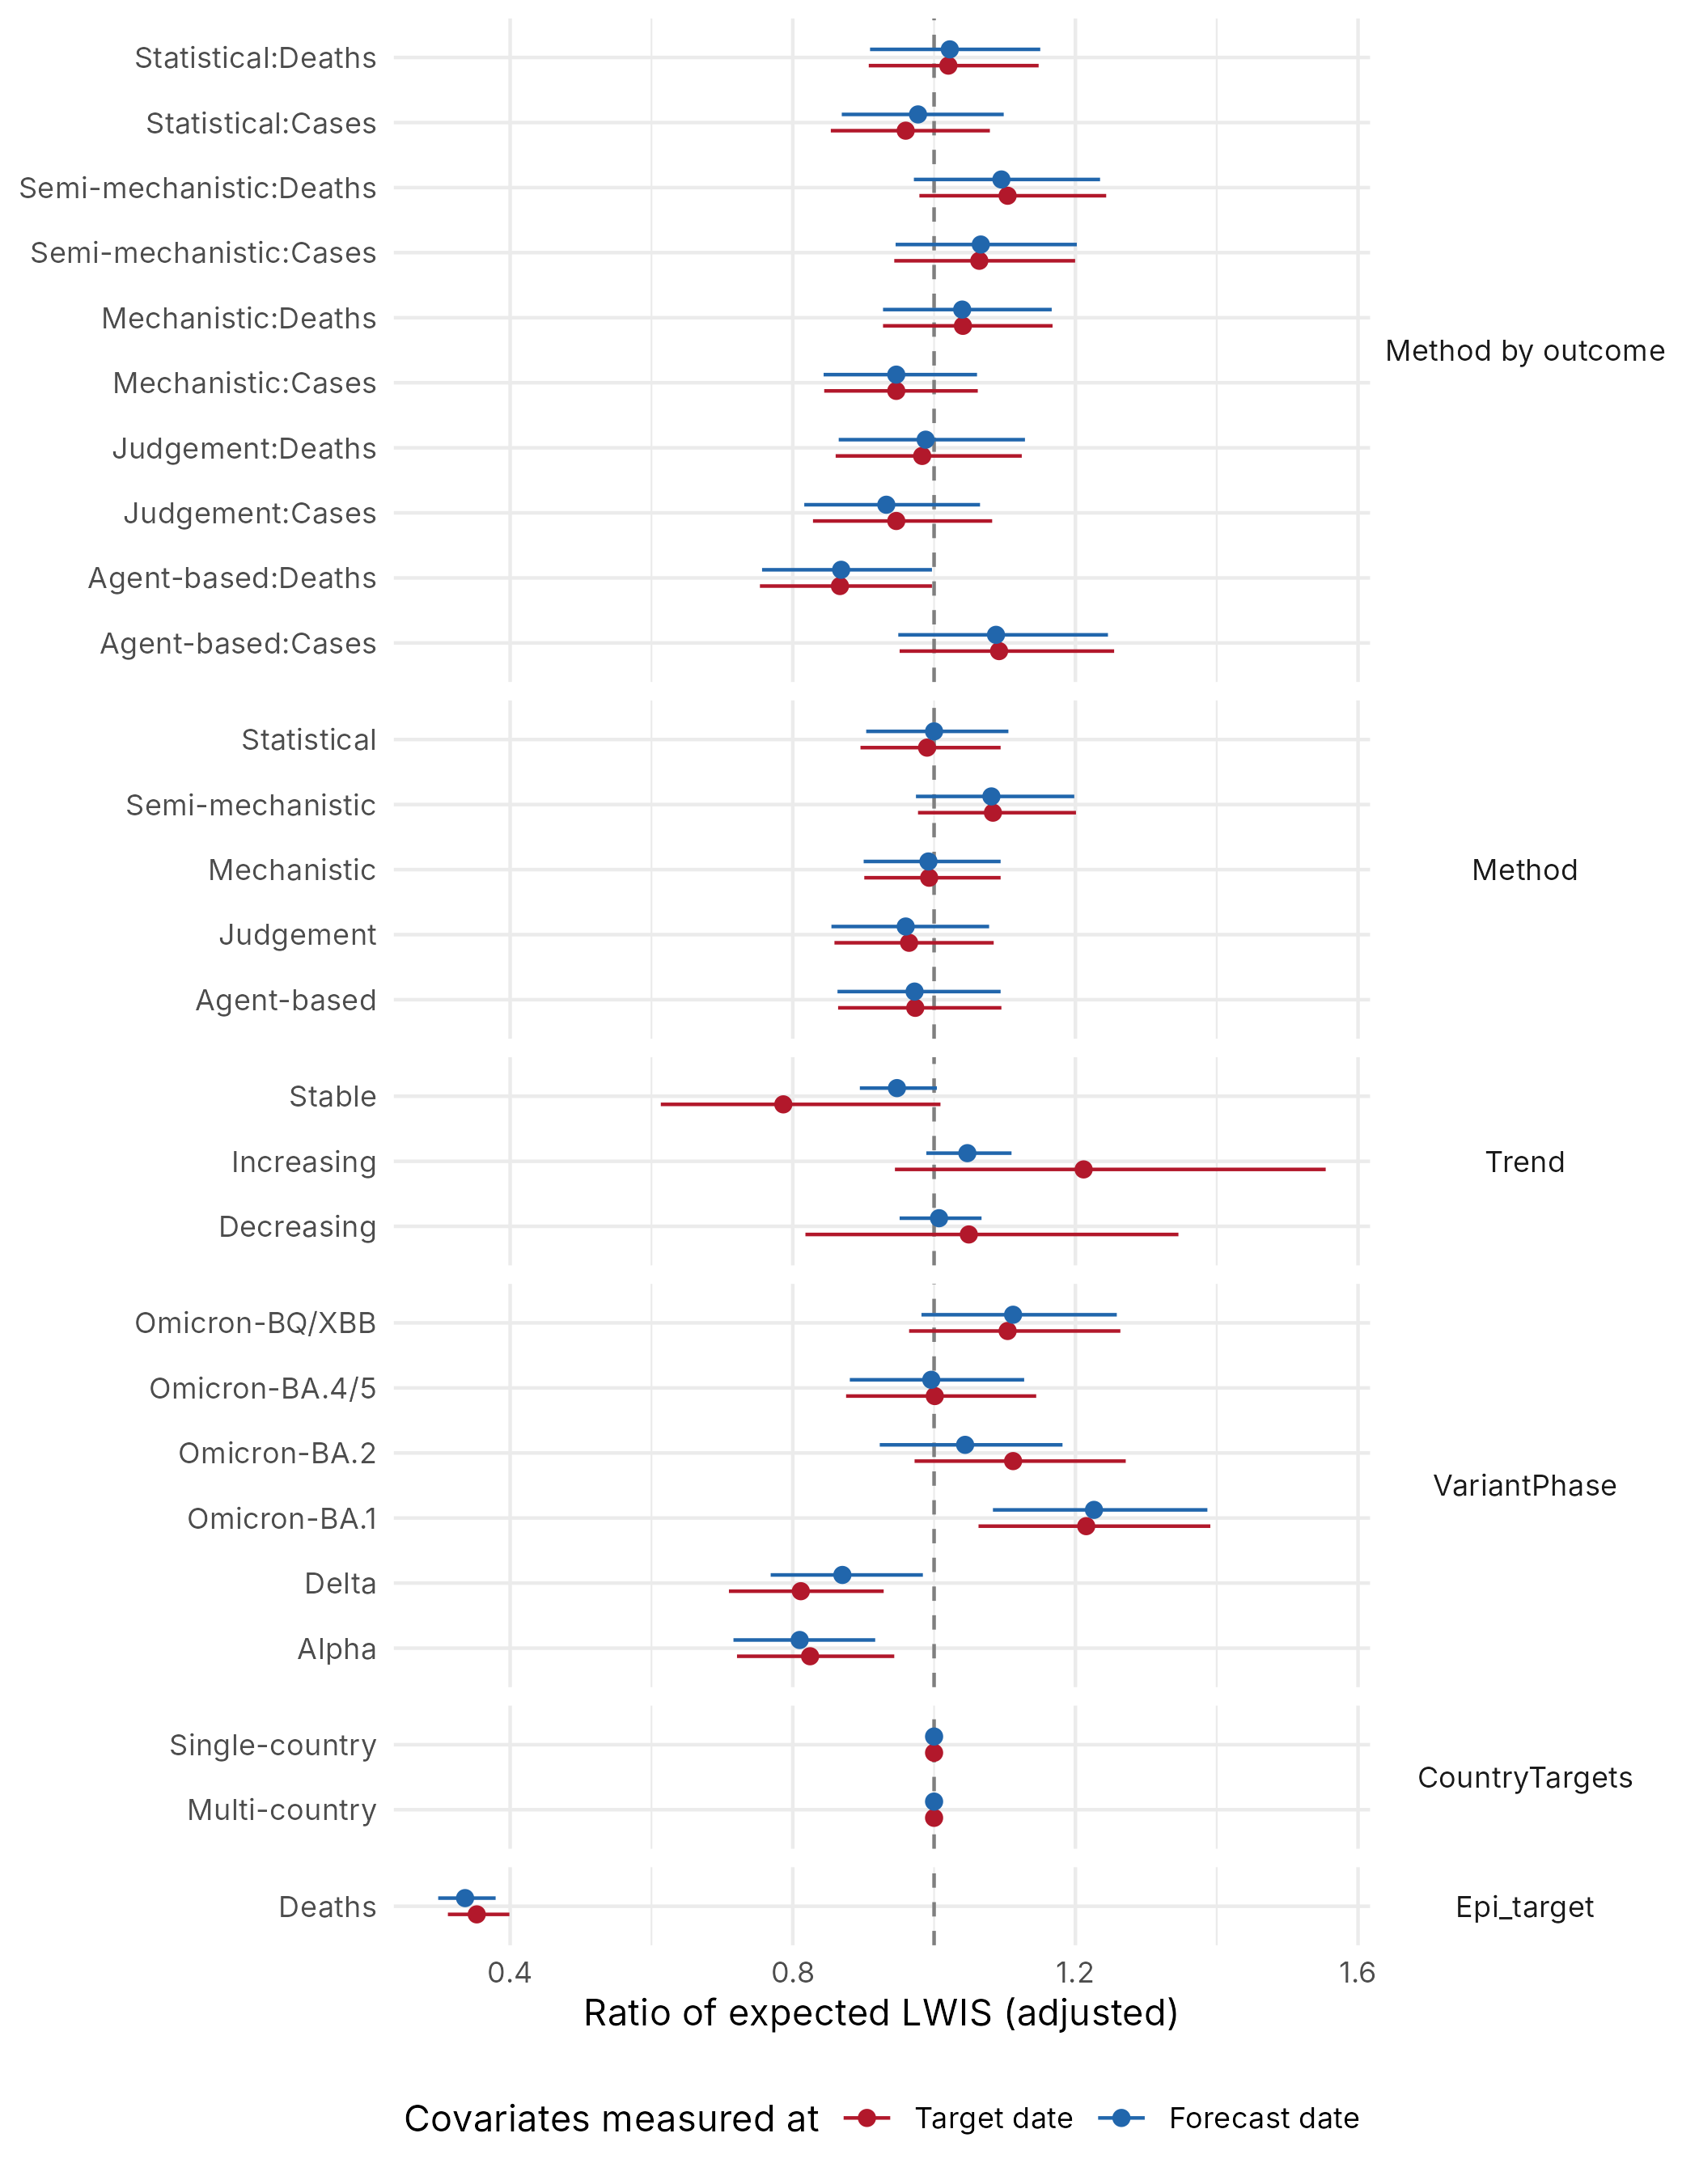 Statistical:Deaths
Statistical:Cases
Semi-mechanistic:Deaths
Semi-mechanistic:Cases
Mechanistic:Deaths
Mechanistic:Cases
Judgement:Deaths
Judgement:Cases
Agent-based:Deaths
Agent-based:Cases
Method by outcome
Statistical
Semi-mechanistic
Mechanistic
Judgement
Agent-based
Method
Stable
Increasing
Decreasing
Trend
Omicron-BQ/XBB
Omicron-BA.4/5
Omicron-BA.2
Omicron-BA.1
Delta
Alpha
VariantPhase
Single-country
Multi-country
CountryTargets
Deaths
Epi_target
0.4 0.8 1.2 1.6
Ratio of expected LWIS (adjusted)
Covariates measured at Target date Forecast date